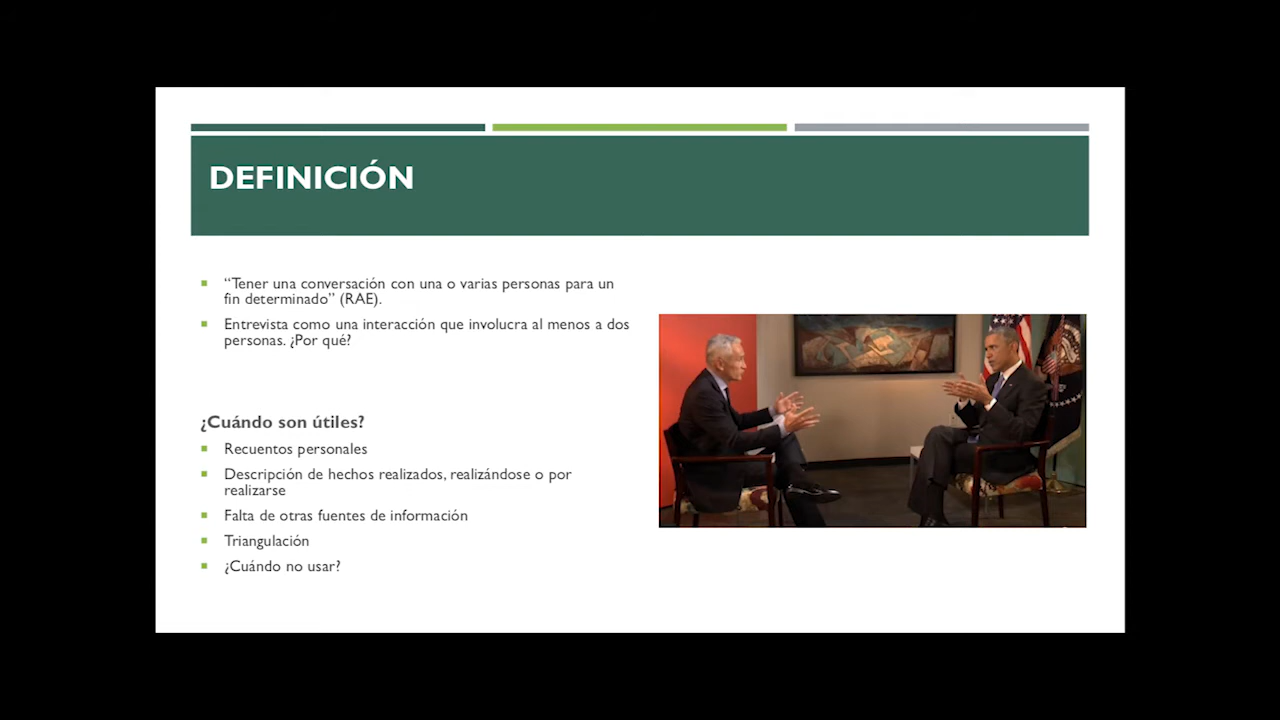 DEFINICIÓN
“Tener una conversación con una o varias personas para un
fin determinado” (RAE).
Entrevista como una interacción que involucra al menos a dos
personas. ¿Por qué?
¿Cuándo son útiles?
Recuentos personales
Descripción de hechos realizados, realizándose o por
realizarse
Falta de otras fuentes de información
Triangulación
¿Cuándo no usar?